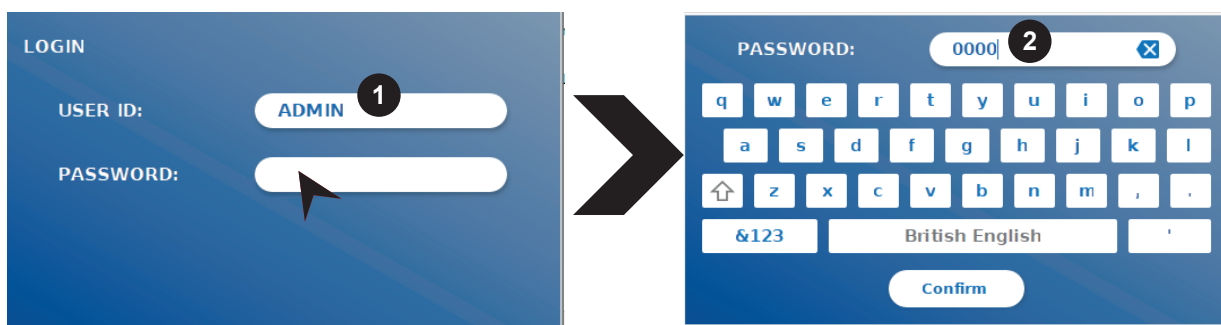 LOGIN
USER ID: ADMIN 1
PASSWORD:
PASSWORD: 0000 2
q w e r t y u i o p
a s d f g h j k l
z x c v b n m , .
&123 British English '
Confirm